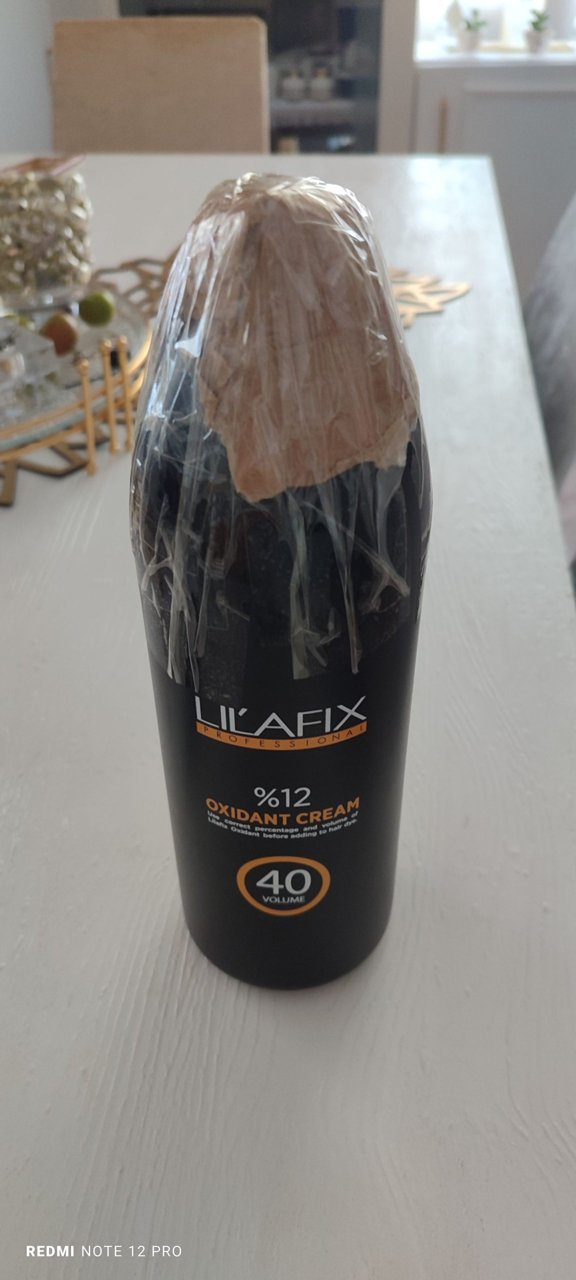 LIL'AFIX
PROFESSIONAL
%12
OXIDANT CREAM
Use correct percentage and volume of
Lilafix Oxidant before adding to hair dye.
40
VOLUME
REDMI NOTE 12 PRO